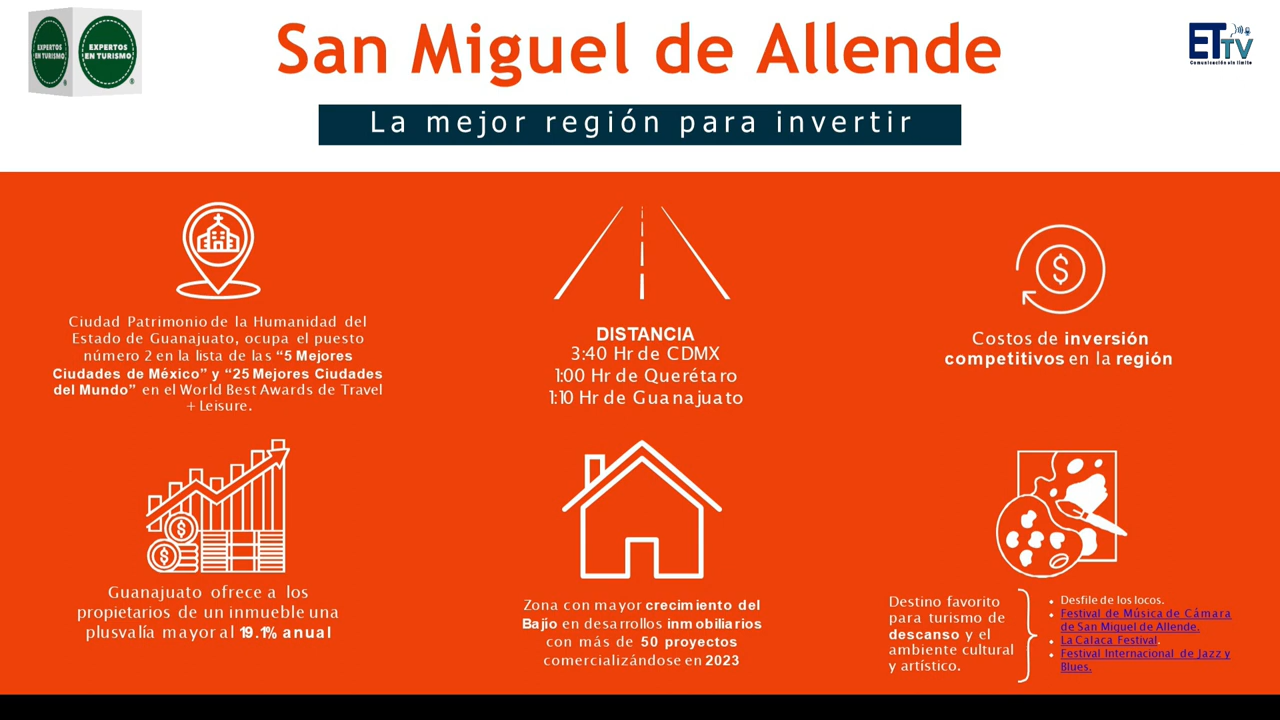 EXPERTOS
EN TURISMO
®
EXPERTOS
EN TURISMO
®
San Miguel de Allende
ETTV
Comunicación sin límite
La mejor región para invertir
Ciudad Patrimonio de la Humanidad del
Estado de Guanajuato, ocupa el puesto
número 2 en la lista de las “5 Mejores
Ciudades de México” y “25 Mejores Ciudades
del Mundo” en el World Best Awards de Travel
+ Leisure.
DISTANCIA
3:40 Hr de CDMX
1:00 Hr de Querétaro
1:10 Hr de Guanajuato
$
Costos de inversión
competitivos en la región
$
$
Guanajuato ofrece a los
propietarios de un inmueble una
plusvalía mayor al 19.1% anual
Zona con mayor crecimiento del
Bajio en desarrollos inmobiliarios
con más de 50 proyectos
comercializándose en 2023
Destino favorito
para turismo de
descanso y el
ambiente cultural
y artístico.
• Desfile de los locos.
• Festival de Música de Cámara
de San Miguel de Allende.
• La Calaca Festival.
• Festival Internacional de Jazz y
Blues.